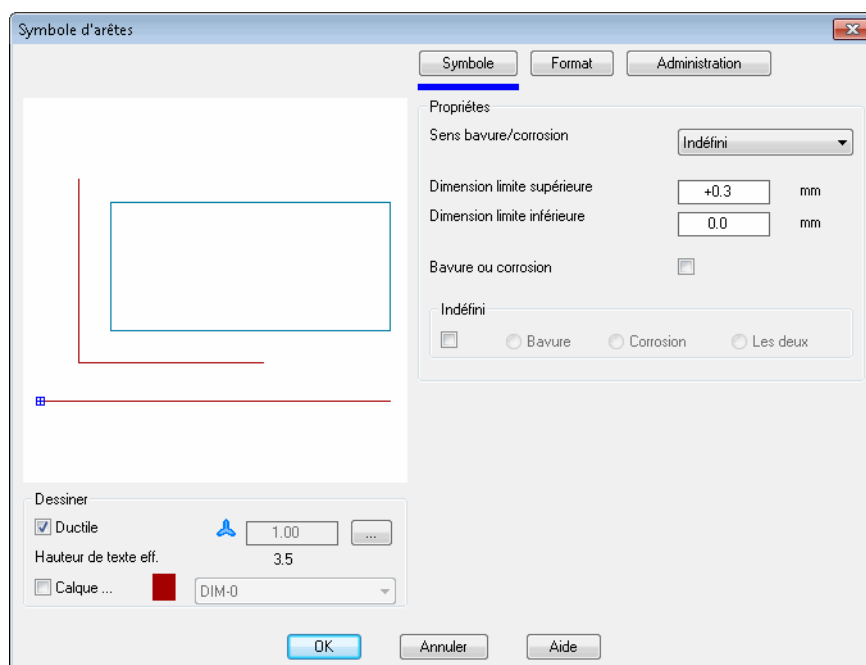 Symbole d'arêtes
Symbole Format Administration
Propriétes
Sens bavure/corrosion Indéfini
Dimension limite supérieure +0.3 mm
Dimension limite inférieure 0.0 mm
Bavure ou corrosion
Indéfini
Bavure Corrosion Les deux
Dessiner
Ductile 1.00 ...
Hauteur de texte eff. 3.5
Calque ... DIM-0
OK Annuler Aide